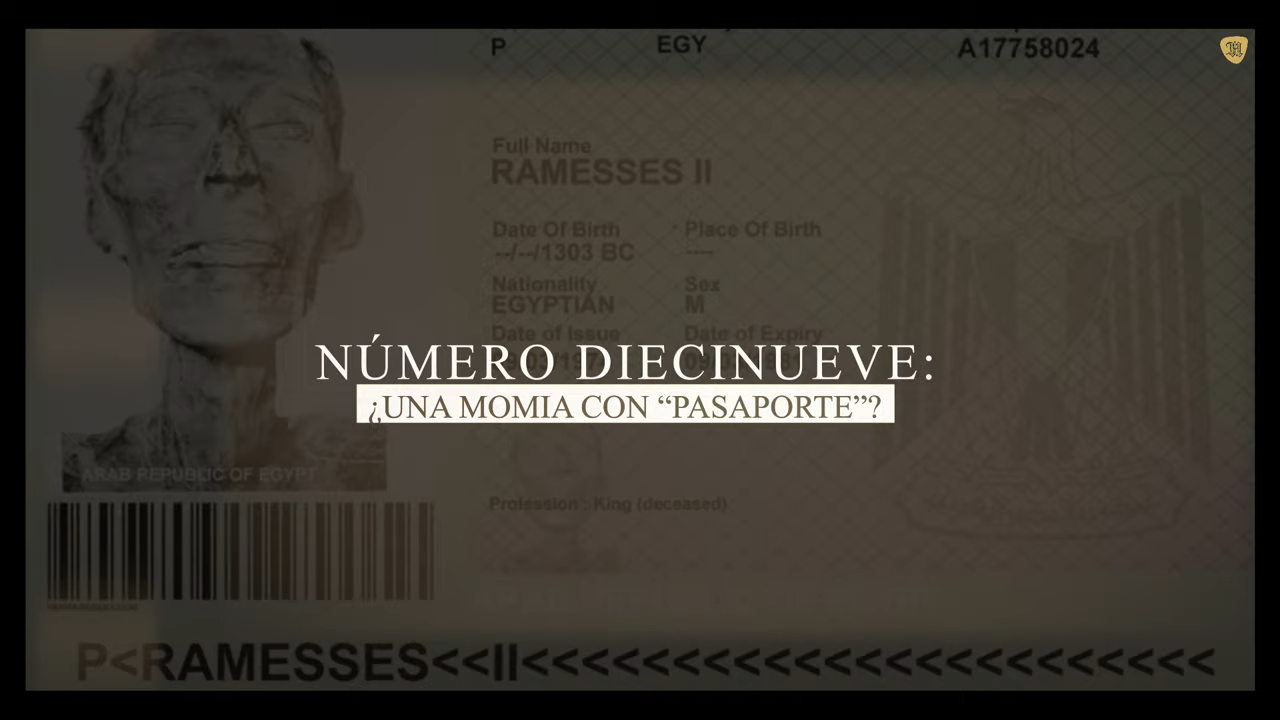 P EGY A17758024
Full Name
RAMESSES II
Date Of Birth Place Of Birth
--/--/1303 BC ----
Nationality Sex
EGYPTIAN M
Date of Issue Date of Expiry
NÚMERO DIECINUEVE:
¿UNA MOMIA CON “PASAPORTE”?
ARAB REPUBLIC OF EGYPT
Profession : King (deceased)
P<RAMESSES<<II<<<<<<<<<<<<<<<<<<<<<<<<